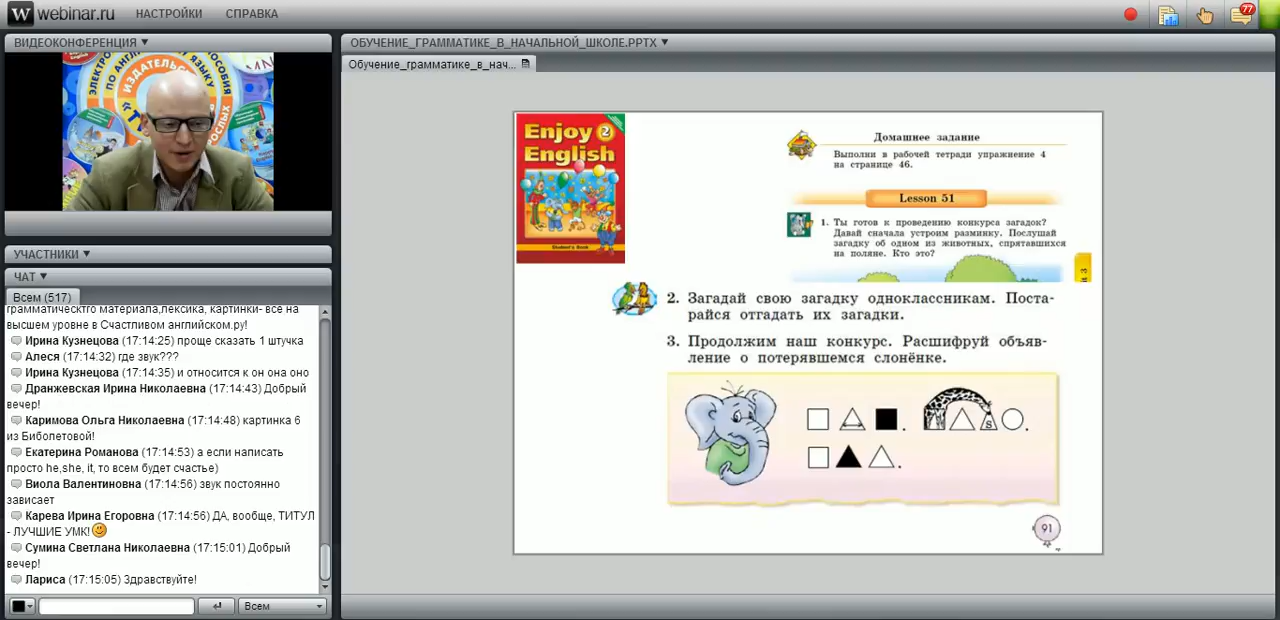 webinar.ru
НАСТРОЙКИ
СПРАВКА
77
ВИДЕОКОНФЕРЕНЦИЯ
УЧАСТНИКИ
ЧАТ
Всем (517)
грамматическтго материала,лексика, картинки- все на
высшем уровне в Счастливом английском.ру!
Ирина Кузнецова (17:14:25) проще сказать 1 штучка
Алеся (17:14:32) где звук???
Ирина Кузнецова (17:14:35) и относится к он она оно
Дранжевская Ирина Николаевна (17:14:43) Добрый
вечер!
Каримова Ольга Николаевна (17:14:48) картинка 6
из Биболетовой!
Екатерина Романова (17:14:53) а если написать
просто he,she, it, то всем будет счастье)
Виола Валентиновна (17:14:56) звук постоянно
зависает
Карева Ирина Егоровна (17:14:56) ДА, вообще, ТИТУЛ
- ЛУЧШИЕ УМК!
Сумина Светлана Николаевна (17:15:01) Добрый
вечер!
Лариса (17:15:05) Здравствуйте!
Всем
ОБУЧЕНИЕ_ГРАММАТИКЕ_В_НАЧАЛЬНОЙ_ШКОЛЕ.PPTX
Обучение_грамматике_в_нач...
Enjoy 2
English
Student's Book
Домашнее задание
Выполни в рабочей тетради упражнение 4
на странице 46.
Lesson 51
1. Ты готов к проведению конкурса загадок?
Давай сначала устроим разминку. Послушай
загадку об одном из животных, спрятавшихся
на поляне. Кто это?
2. Загадай свою загадку одноклассникам. Поста-
райся отгадать их загадки.
3. Продолжим наш конкурс. Расшифруй объяв-
ление о потерявшемся слонёнке.
s
91